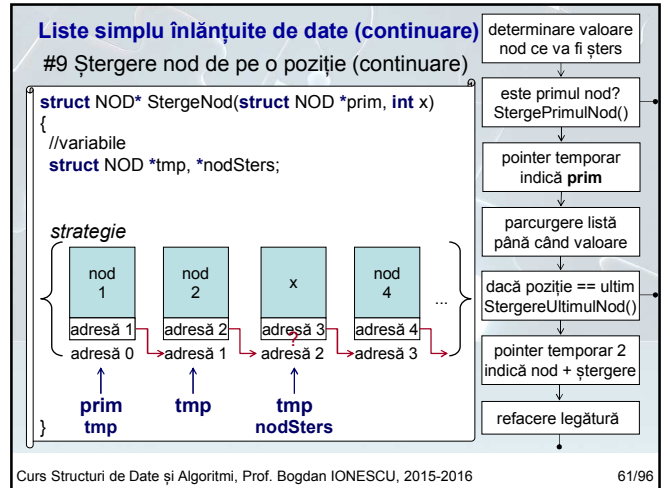 Liste simplu înlănțuite de date (continuare)
#9 Ștergere nod de pe o poziție (continuare)
struct NOD* StergeNod(struct NOD *prim, int x)
{
//variabile
struct NOD *tmp, *nodSters;
strategie
nod
1
nod
2
x
nod
4
...
adresă 1
adresă 2
adresă 3
adresă 4
?
adresă 0
adresă 1
adresă 2
adresă 3
prim
tmp
tmp
tmp
nodSters
}
determinare valoare
nod ce va fi șters
este primul nod?
StergePrimulNod()
pointer temporar
indică prim
parcurgere listă
până când valoare
dacă poziție == ultim
StergereUltimulNod()
pointer temporar 2
indică nod + ștergere
refacere legătură
Curs Structuri de Date și Algoritmi, Prof. Bogdan IONESCU, 2015-2016
61/96